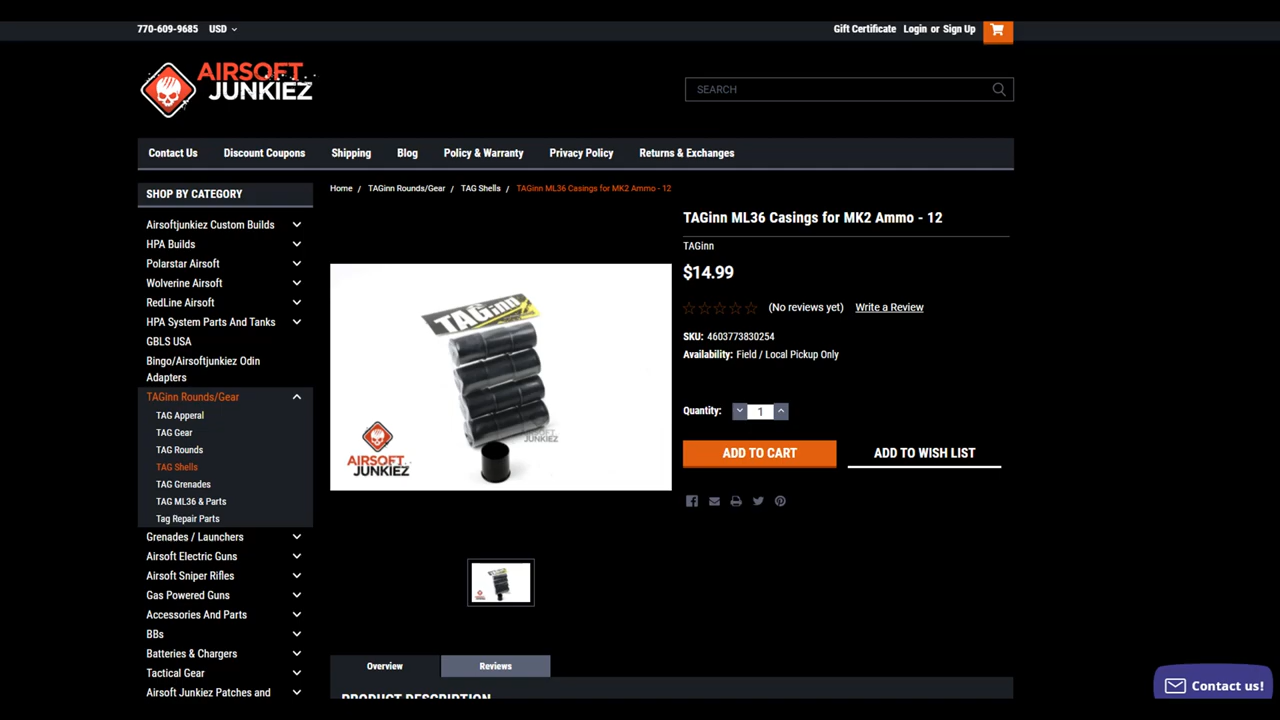 770-609-9685 USD
Gift Certificate Login or Sign Up
AIRSOFT
JUNKIEZ
SEARCH
Contact Us Discount Coupons Shipping Blog Policy & Warranty Privacy Policy Returns & Exchanges
SHOP BY CATEGORY
Airsoftjunkiez Custom Builds
HPA Builds
Polarstar Airsoft
Wolverine Airsoft
RedLine Airsoft
HPA System Parts And Tanks
GBLS USA
Bingo/Airsoftjunkiez Odin
Adapters
TAGinn Rounds/Gear
TAG Apperal
TAG Gear
TAG Rounds
TAG Shells
TAG Grenades
TAG ML36 & Parts
Tag Repair Parts
Grenades / Launchers
Airsoft Electric Guns
Airsoft Sniper Rifles
Gas Powered Guns
Accessories And Parts
BBs
Batteries & Chargers
Tactical Gear
Airsoft Junkiez Patches and
Home / TAGinn Rounds/Gear / TAG Shells / TAGinn ML36 Casings for MK2 Ammo - 12
TAGinn
AIRSOFT
JUNKIEZ
AIRSOFT
JUNKIEZ
TAGinn ML36 Casings for MK2 Ammo - 12
TAGinn
$14.99
(No reviews yet) Write a Review
SKU: 4603773830254
Availability: Field / Local Pickup Only
Quantity: 1
ADD TO CART ADD TO WISH LIST
Overview Reviews
PRODUCT DESCRIPTION
Contact us!